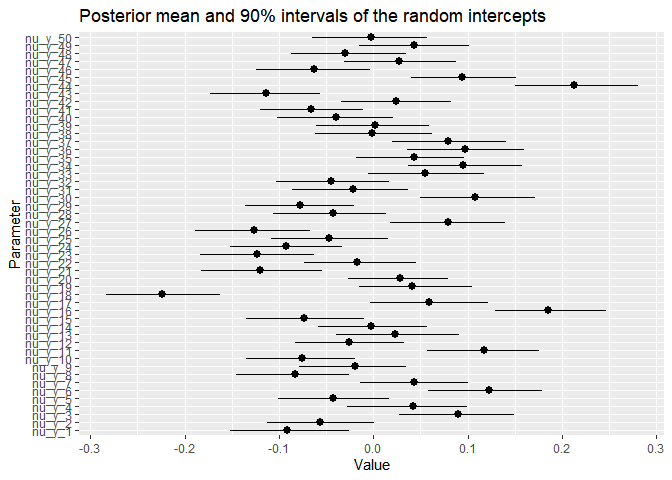 Posterior mean and 90% intervals of the random intercepts
Parameter
nu_y_50
nu_y_49
nu_y_48
nu_y_47
nu_y_46
nu_y_45
nu_y_44
nu_y_43
nu_y_42
nu_y_41
nu_y_40
nu_y_39
nu_y_38
nu_y_37
nu_y_36
nu_y_35
nu_y_34
nu_y_33
nu_y_32
nu_y_31
nu_y_30
nu_y_29
nu_y_28
nu_y_27
nu_y_26
nu_y_25
nu_y_24
nu_y_23
nu_y_22
nu_y_21
nu_y_20
nu_y_19
nu_y_18
nu_y_17
nu_y_16
nu_y_15
nu_y_14
nu_y_13
nu_y_12
nu_y_11
nu_y_10
nu_y_9
nu_y_8
nu_y_7
nu_y_6
nu_y_5
nu_y_4
nu_y_3
nu_y_2
nu_y_1
-0.3 -0.2 -0.1 0.0 0.1 0.2 0.3
Value